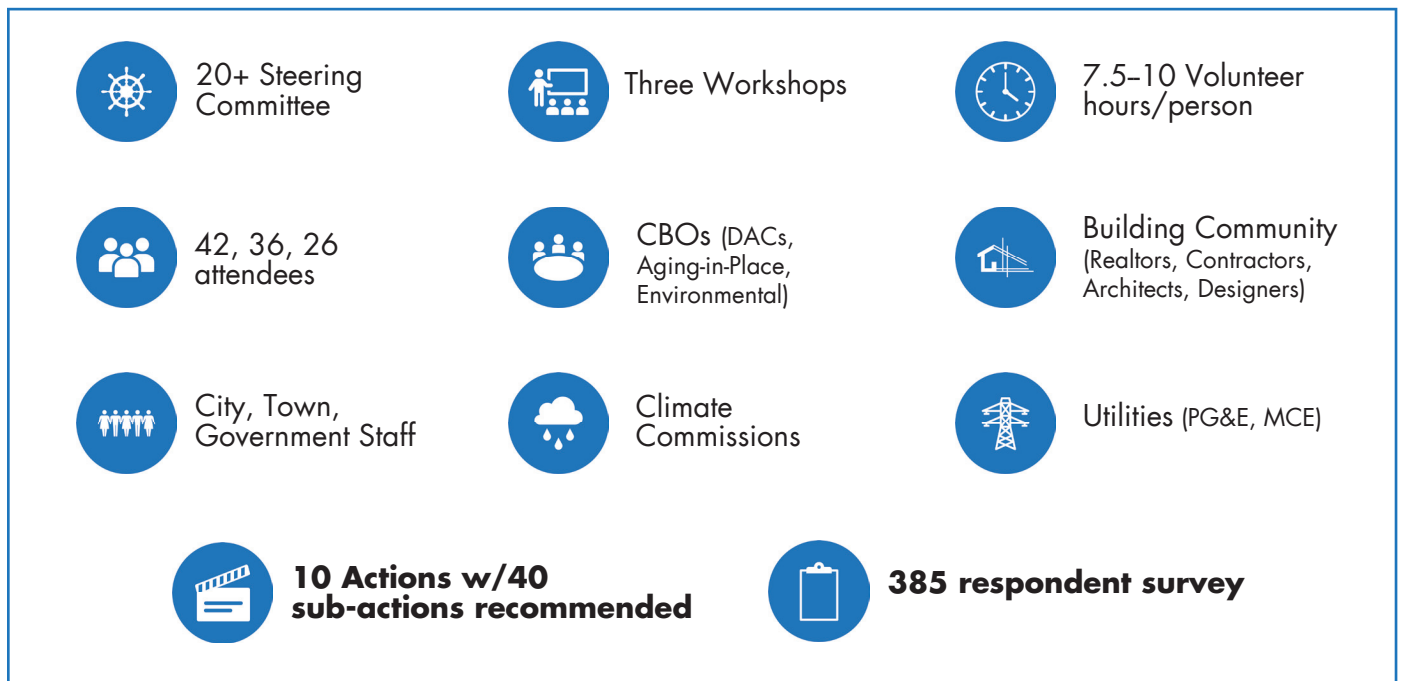 20+ Steering
Committee
Three Workshops
7.5–10 Volunteer
hours/person
42, 36, 26
attendees
CBOs (DACs,
Aging-in-Place,
Environmental)
Building Community
(Realtors, Contractors,
Architects, Designers)
City, Town,
Government Staff
Climate
Commissions
Utilities (PG&E, MCE)
10 Actions w/40
sub-actions recommended
385 respondent survey